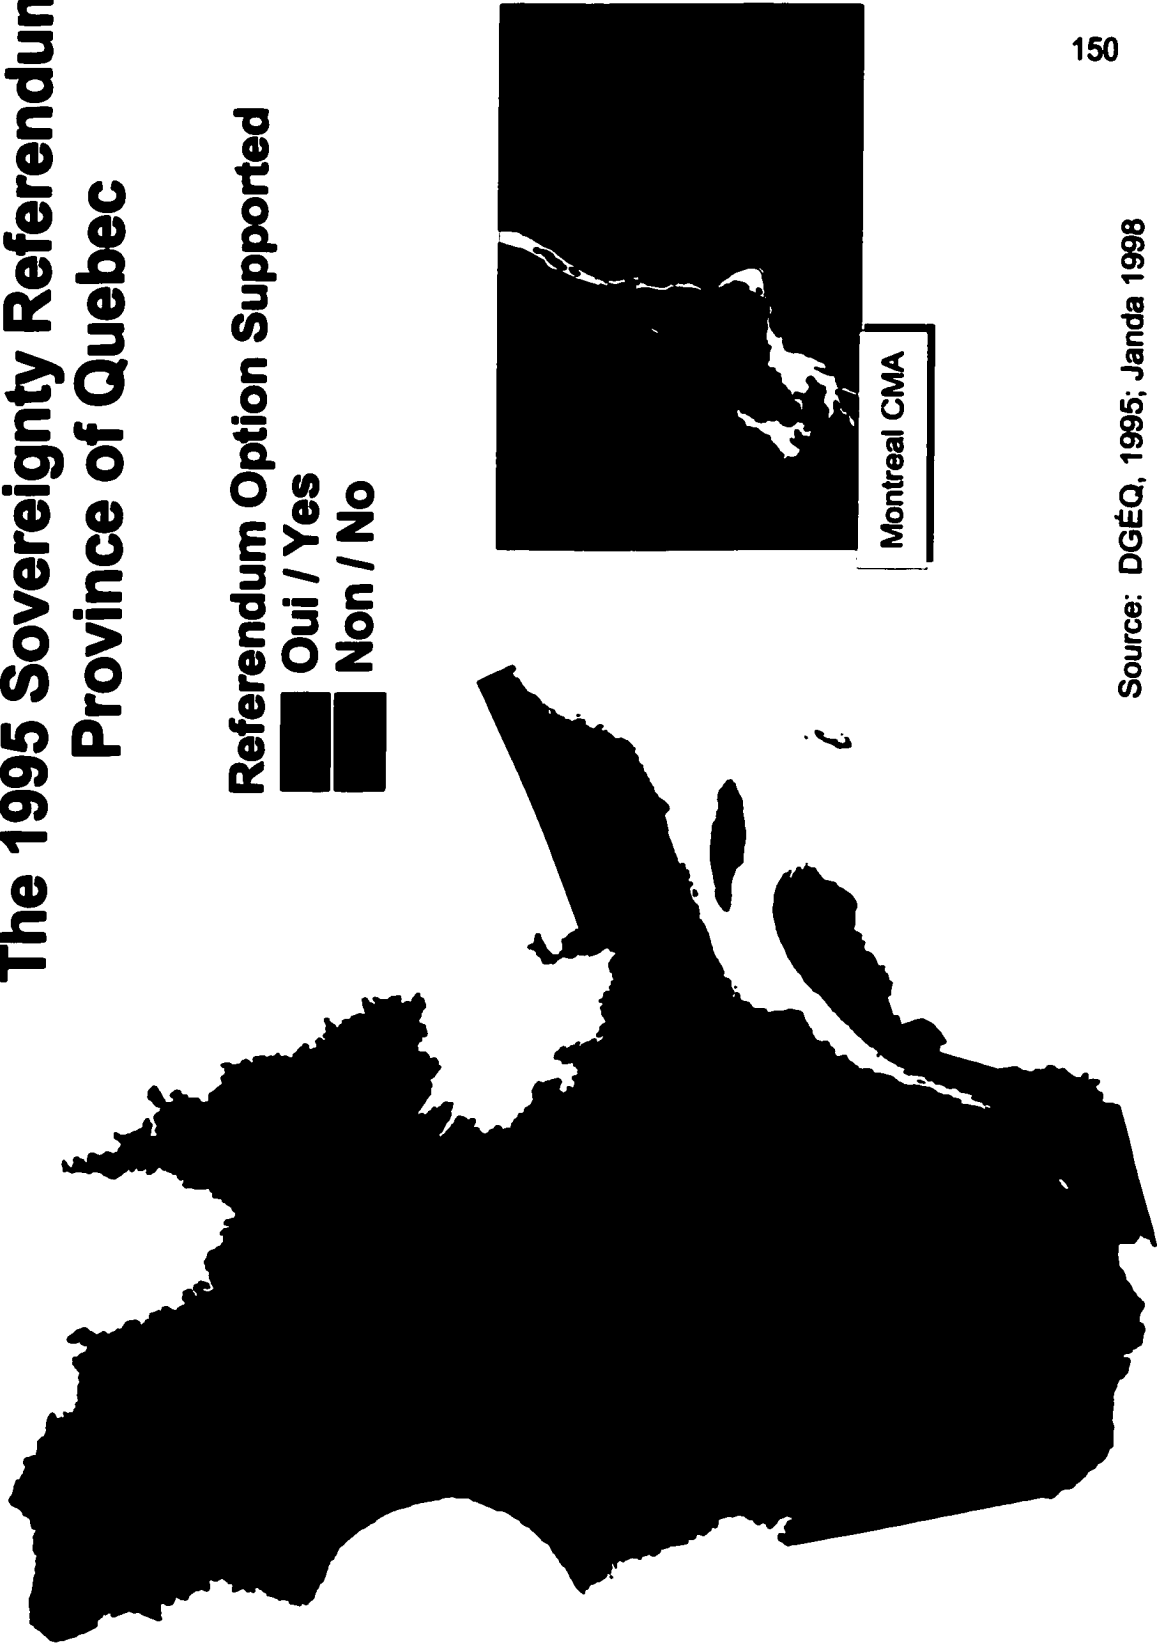 The 1995 Sovereignty Referendum
Province of Quebec
Referendum Option Supported
Oui / Yes
Non / No
Montreal CMA
Source: DGÉQ, 1995; Janda 1998
150